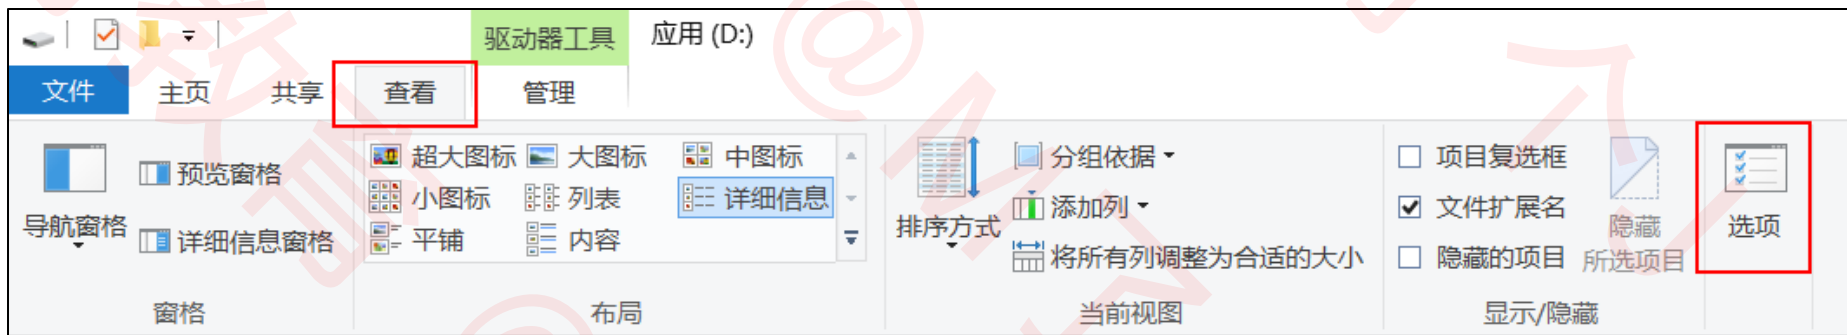 驱动器工具 应用 (D:)
文件 主页 共享 查看 管理
超大图标 大图标 中图标 分组依据 项目复选框
预览窗格
小图标 列表 详细信息 添加列 文件扩展名
导航窗格 排序方式 隐藏 选项
详细信息窗格 平铺 内容
将所有列调整为合适的大小 隐藏的项目 所选项目
窗格 布局 当前视图 显示/隐藏